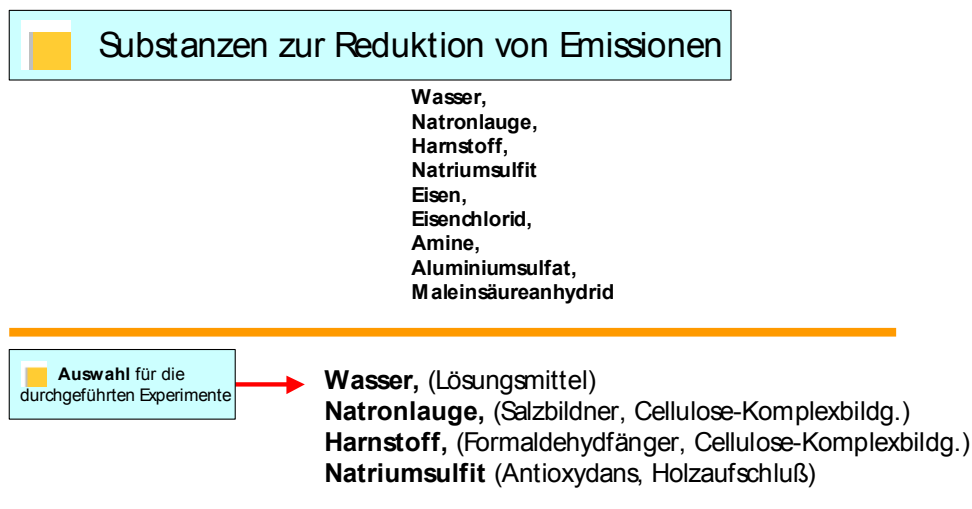 Substanzen zur Reduktion von Emissionen
Wasser,
Natronlauge,
Harnstoff,
Natriumsulfit
Eisen,
Eisenchlorid,
Amine,
Aluminiumsulfat,
Maleinsäureanhydrid
Auswahl für die
durchgeführten Experimente
Wasser, (Lösungsmittel)
Natronlauge, (Salzbildner, Cellulose-Komplexbildg.)
Harnstoff, (Formaldehydfänger, Cellulose-Komplexbildg.)
Natriumsulfit (Antioxydans, Holzaufschluß)